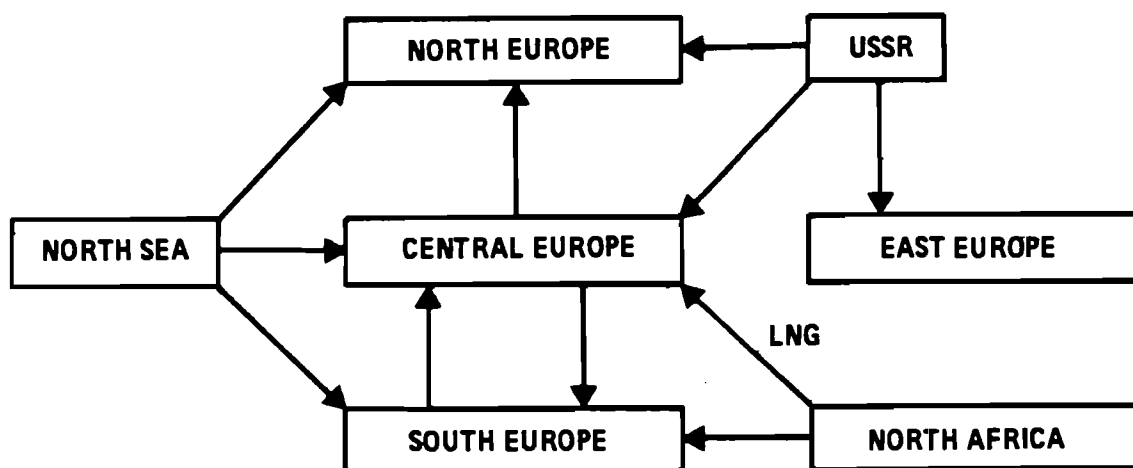 NORTH EUROPE
USSR
NORTH SEA
CENTRAL EUROPE
EAST EUROPE
LNG
SOUTH EUROPE
NORTH AFRICA